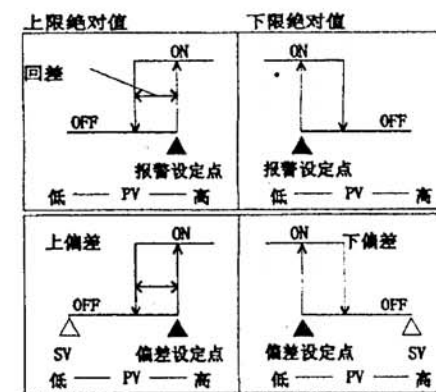 上限绝对值
下限绝对值
ON
回差
OFF
报警设定点
低 —— PV —— 高
ON
OFF
报警设定点
低 —— PV —— 高
上偏差
ON
OFF
SV
偏差设定点
低 —— PV —— 高
ON
下偏差
OFF
偏差设定点
SV
低 —— PV —— 高